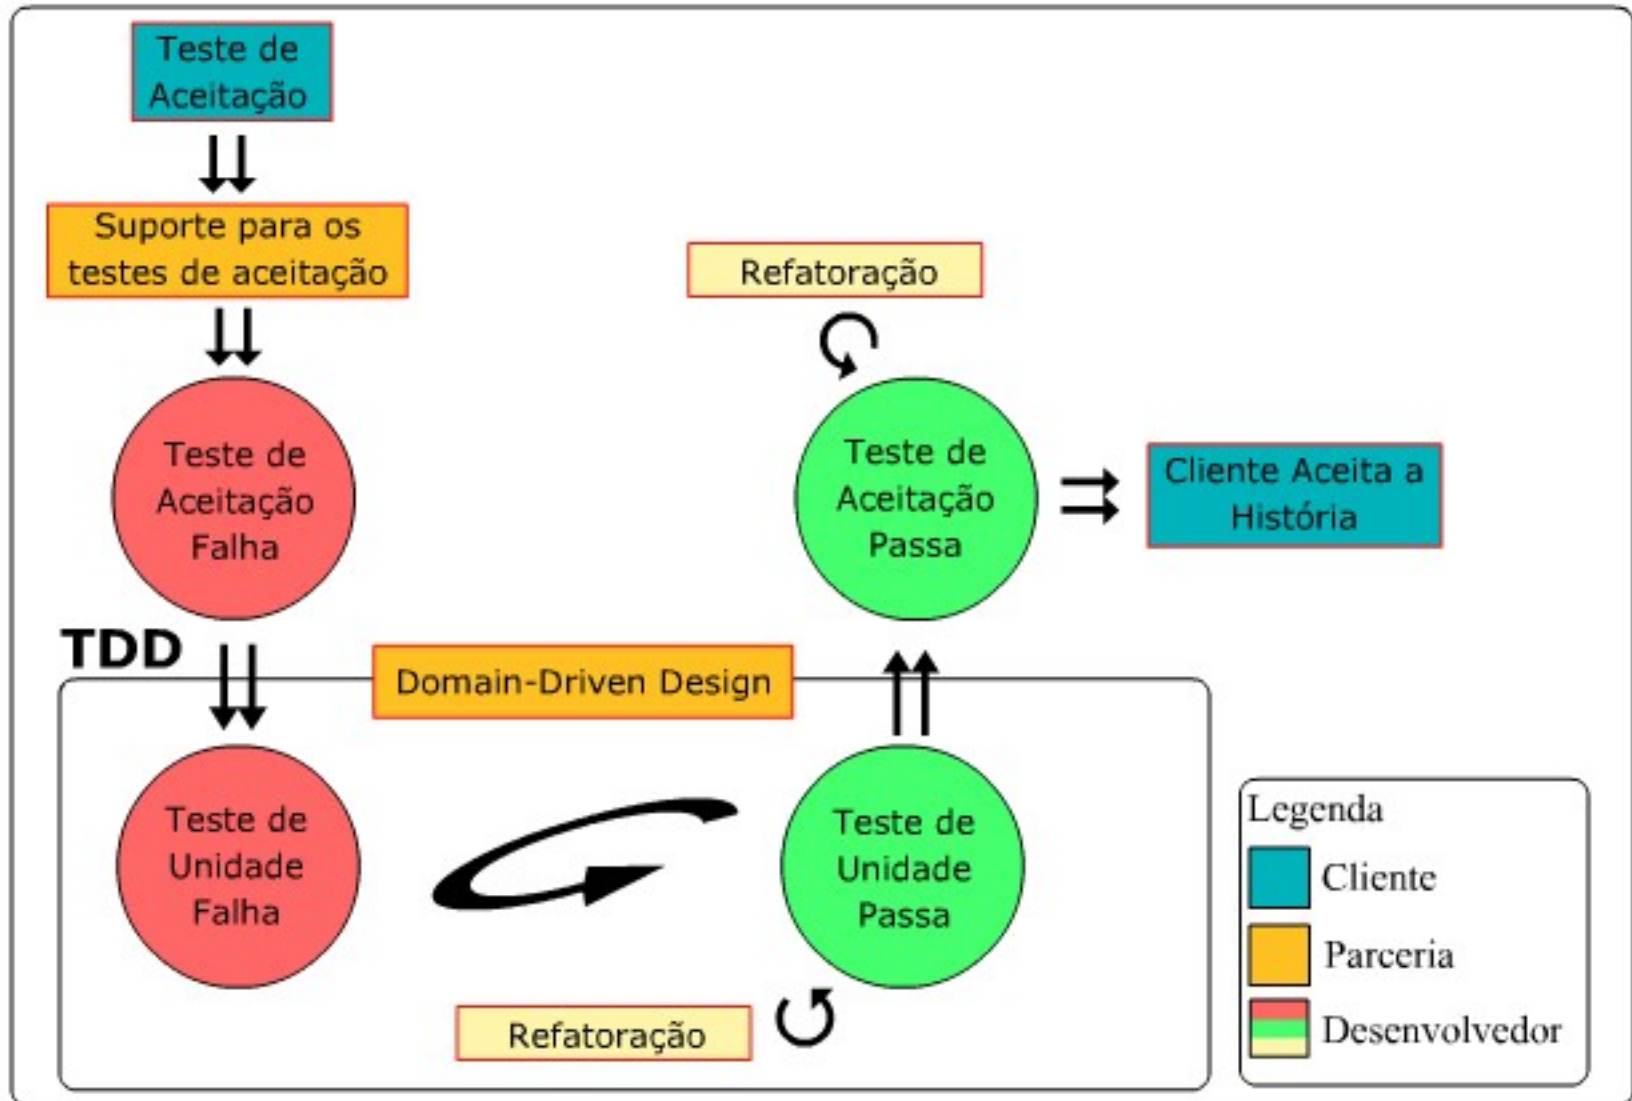 Teste de
Aceitação
Suporte para os
testes de aceitação
Refatoração
Teste de
Aceitação
Falha
Teste de
Aceitação
Passa
Cliente Aceita a
História
TDD
Domain-Driven Design
Teste de
Unidade
Falha
Teste de
Unidade
Passa
Refatoração
Legenda
Cliente
Parceria
Desenvolvedor